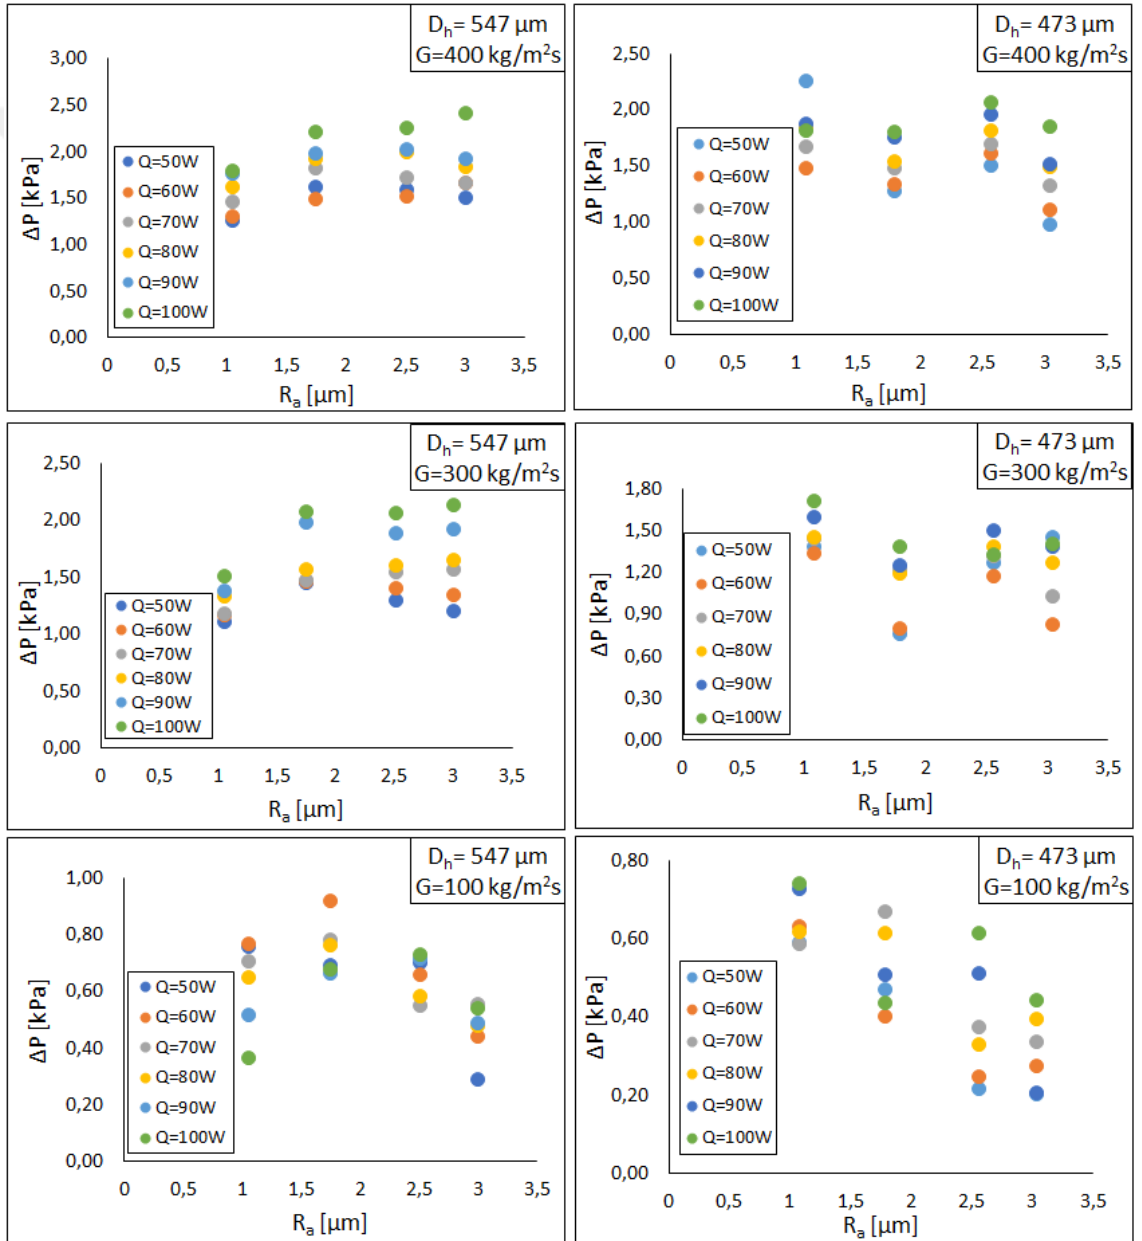 Dh= 547 µm
G=400 kg/m²s
3,00
2,50
2,00
1,50
1,00
0,50
0,00
ΔP [kPa]
Q=50W
Q=60W
Q=70W
Q=80W
Q=90W
Q=100W
0 0,5 1 1,5 2 2,5 3 3,5
Ra [µm]
Dh= 473 µm
G=400 kg/m²s
2,50
2,00
1,50
1,00
0,50
0,00
ΔP [kPa]
Q=50W
Q=60W
Q=70W
Q=80W
Q=90W
Q=100W
0 0,5 1 1,5 2 2,5 3 3,5
Ra [µm]
Dh= 547 µm
G=300 kg/m²s
2,50
2,00
1,50
1,00
0,50
0,00
ΔP [kPa]
Q=50W
Q=60W
Q=70W
Q=80W
Q=90W
Q=100W
0 0,5 1 1,5 2 2,5 3 3,5
Ra [µm]
Dh= 473 µm
G=300 kg/m²s
1,80
1,50
1,20
0,90
0,60
0,30
0,00
ΔP [kPa]
Q=50W
Q=60W
Q=70W
Q=80W
Q=90W
Q=100W
0 0,5 1 1,5 2 2,5 3 3,5
Ra [µm]
Dh= 547 µm
G=100 kg/m²s
1,00
0,80
0,60
0,40
0,20
0,00
ΔP [kPa]
Q=50W
Q=60W
Q=70W
Q=80W
Q=90W
Q=100W
0 0,5 1 1,5 2 2,5 3 3,5
Ra [µm]
Dh= 473 µm
G=100 kg/m²s
0,80
0,60
0,40
0,20
0,00
ΔP [kPa]
Q=50W
Q=60W
Q=70W
Q=80W
Q=90W
Q=100W
0 0,5 1 1,5 2 2,5 3 3,5
Ra [µm]